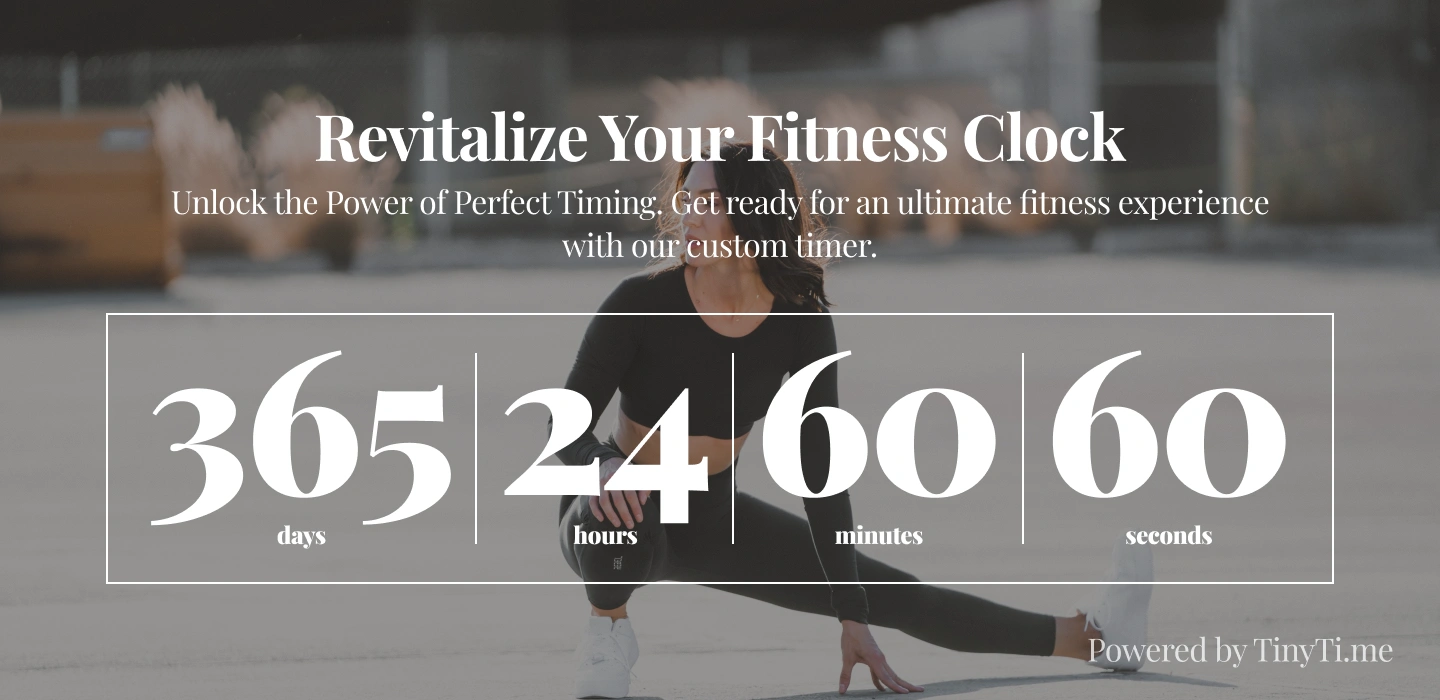 Revitalize Your Fitness Clock
Unlock the Power of Perfect Timing. Get ready for an ultimate fitness experience
with our custom timer.
365 24 60 60
days hours minutes seconds
Powered by TinyTi.me